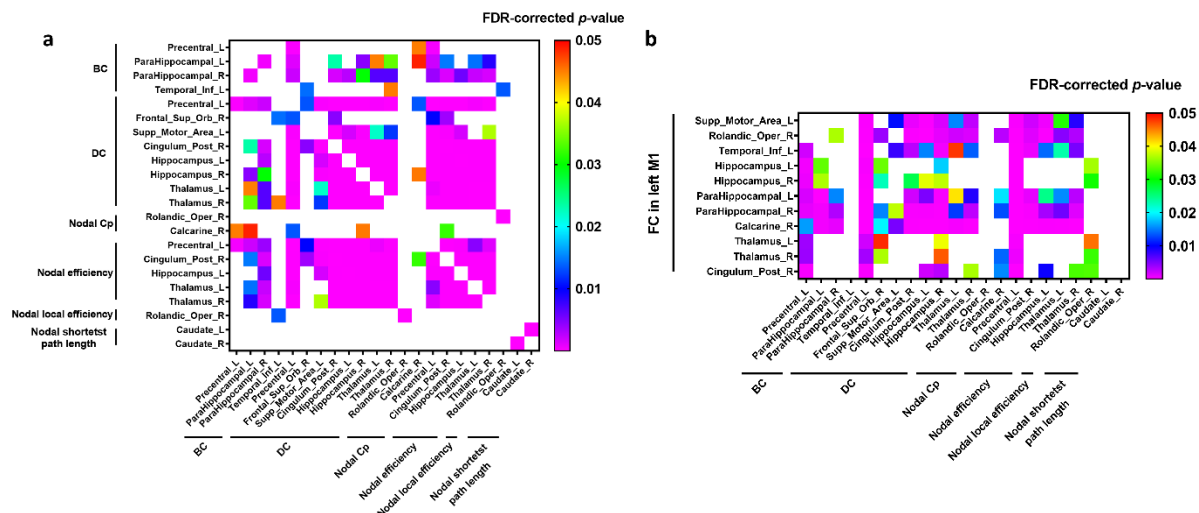 a
FDR-corrected p-value
BC
Precentral_L
ParaHippocampal_L
ParaHippocampal_R
Temporal_Inf_L
DC
Precentral_L
Frontal_Sup_Orb_R
Supp_Motor_Area_L
Cingulum_Post_R
Hippocampus_L
Hippocampus_R
Thalamus_L
Thalamus_R
Nodal Cp
Rolandic_Oper_L
Calcarine_R
Nodal efficiency
Precentral_L
Cingulum_Post_R
Hippocampus_L
Thalamus_L
Thalamus_R
Nodal local efficiency
Rolandic_Oper_R
Nodal shortetst
path length
Caudate_L
Caudate_R
0.05
0.04
0.03
0.02
0.01
Precentral_L
ParaHippocampal_L
ParaHippocampal_R
Temporal_Inf_L
Precentral_L
Frontal_Sup_Orb_R
Supp_Motor_Area_L
Cingulum_Post_R
Hippocampus_L
Hippocampus_R
Thalamus_L
Thalamus_R
Rolandic_Oper_R
Calcarine_R
Precentral_L
Cingulum_Post_R
Hippocampus_L
Thalamus_L
Thalamus_R
Rolandic_Oper_R
Caudate_L
Caudate_R
BC
DC
Nodal Cp
Nodal efficiency
Nodal local efficiency
Nodal shortetst
path length
b
FDR-corrected p-value
FC in left M1
Supp_Motor_Area_L
Rolandic_Oper_R
Temporal_Inf_L
Hippocampus_L
Hippocampus_R
ParaHippocampal_L
ParaHippocampal_R
Calcarine_R
Thalamus_L
Thalamus_R
Cingulum_Post_R
0.05
0.04
0.03
0.02
0.01
Precentral_L
ParaHippocampal_L
ParaHippocampal_R
Temporal_Inf_L
Precentral_L
Frontal_Sup_Orb_R
Supp_Motor_Area_L
Cingulum_Post_R
Hippocampus_L
Hippocampus_R
Thalamus_L
Thalamus_R
Rolandic_Oper_R
Calcarine_R
Precentral_L
Cingulum_Post_R
Hippocampus_L
Thalamus_L
Thalamus_R
Rolandic_Oper_R
Caudate_L
Caudate_R
BC
DC
Nodal Cp
Nodal efficiency
Nodal local efficiency
Nodal shortetst
path length